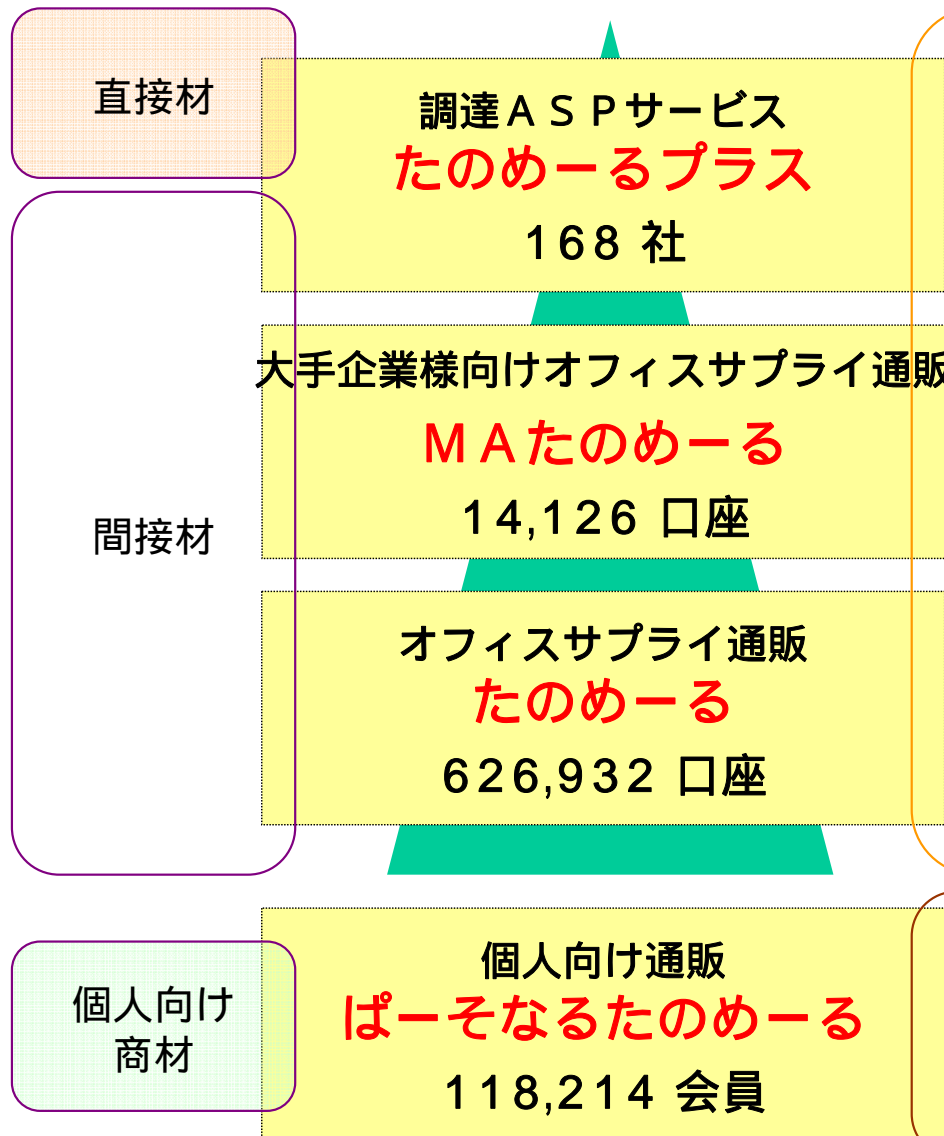 直接材
調達ＡＳＰサービス
たのめーるプラス
168 社
間接材
大手企業様向けオフィスサプライ通販
ＭＡたのめーる
14,126 口座
オフィスサプライ通販
たのめーる
626,932 口座
個人向け
商材
個人向け通販
ぱーそなるたのめーる
118,214 会員